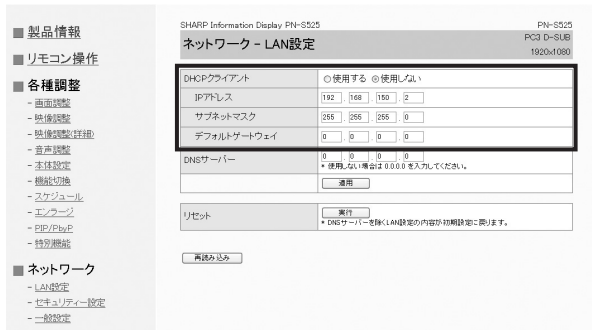 製品情報
リモコン操作
各種調整
- 画面調整
- 映像調整
- 映像調整(詳細)
- 音声調整
- 本体設定
- 機能切換
- スケジュール
- エンラージ
- PIP/PbyP
- 特別機能
ネットワーク
- LAN設定
- セキュリティー設定
- 一般設定
SHARP Information Display PN-S525
PN-S525
ネットワーク - LAN設定
PC3 D-SUB
1920x1080
DHCPクライアント ○使用する ◎使用しない
IPアドレス 192 . 168 . 150 . 2
サブネットマスク 255 . 255 . 255 . 0
デフォルトゲートウェイ 0 . 0 . 0 . 0
DNSサーバー 0 . 0 . 0 . 0
* 使用しない場合は 0.0.0.0 を入力してください。
適用
リセット 実行
* DNSサーバーを除くLAN設定の内容が初期設定に戻ります。
再読み込み